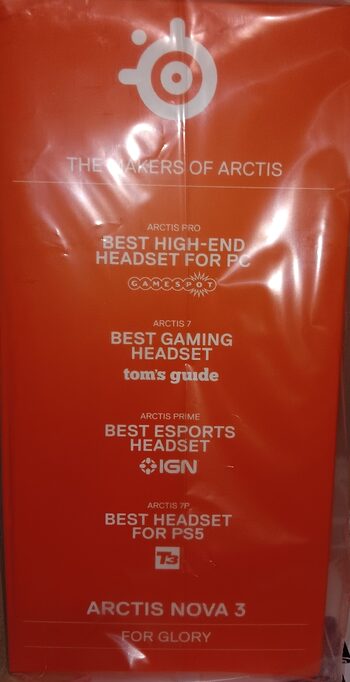 THE MAKERS OF ARCTIS
ARCTIS PRO
BEST HIGH-END
HEADSET FOR PC
GAMESPOT
ARCTIS 7
BEST GAMING
HEADSET
tom's guide
ARCTIS PRIME
BEST ESPORTS
HEADSET
IGN
ARCTIS 7P
BEST HEADSET
FOR PS5
T3
ARCTIS NOVA 3
FOR GLORY